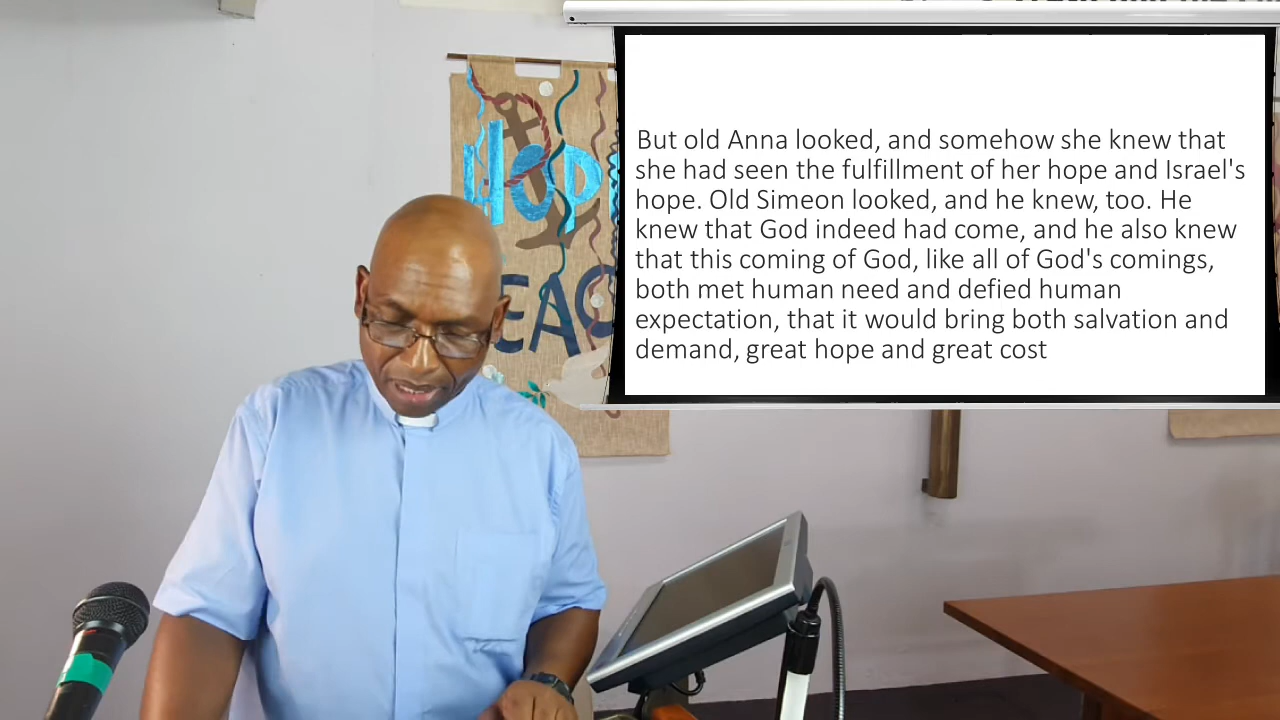 Hope
PEACE
But old Anna looked, and somehow she knew that
she had seen the fulfillment of her hope and Israel's
hope. Old Simeon looked, and he knew, too. He
knew that God indeed had come, and he also knew
that this coming of God, like all of God's comings,
both met human need and defied human
expectation, that it would bring both salvation and
demand, great hope and great cost